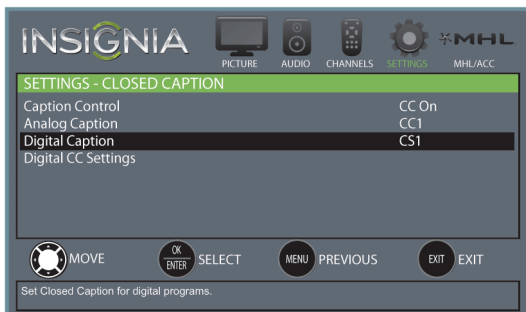 INSIGNIA
PICTURE AUDIO CHANNELS SETTINGS MHL MHL/ACC
SETTINGS - CLOSED CAPTION
Caption Control CC On
Analog Caption CC1
Digital Caption CS1
Digital CC Settings
MOVE OK ENTER SELECT MENU PREVIOUS EXIT EXIT
Set Closed Caption for digital programs.